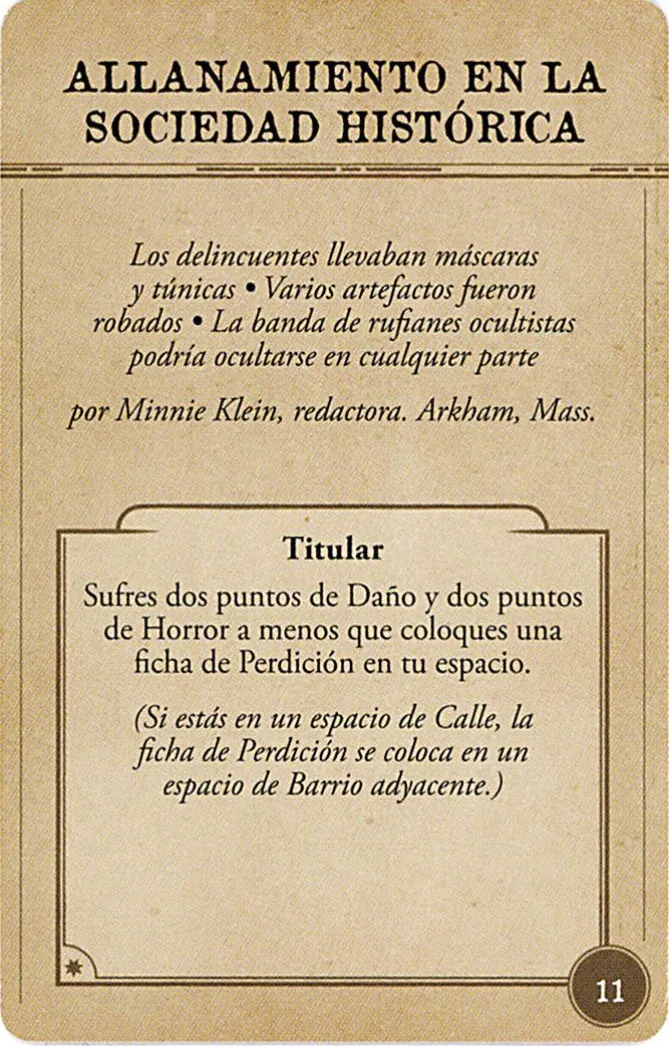 ALLANAMIENTO EN LA
SOCIEDAD HISTÓRICA
Los delincuentes llevaban máscaras
y túnicas • Varios artefactos fueron
robados • La banda de rufianes ocultistas
podría ocultarse en cualquier parte
por Minnie Klein, redactora. Arkham, Mass.
Titular
Sufres dos puntos de Daño y dos puntos
de Horror a menos que coloques una
ficha de Perdición en tu espacio.
(Si estás en un espacio de Calle, la
ficha de Perdición se coloca en un
espacio de Barrio adyacente.)
11